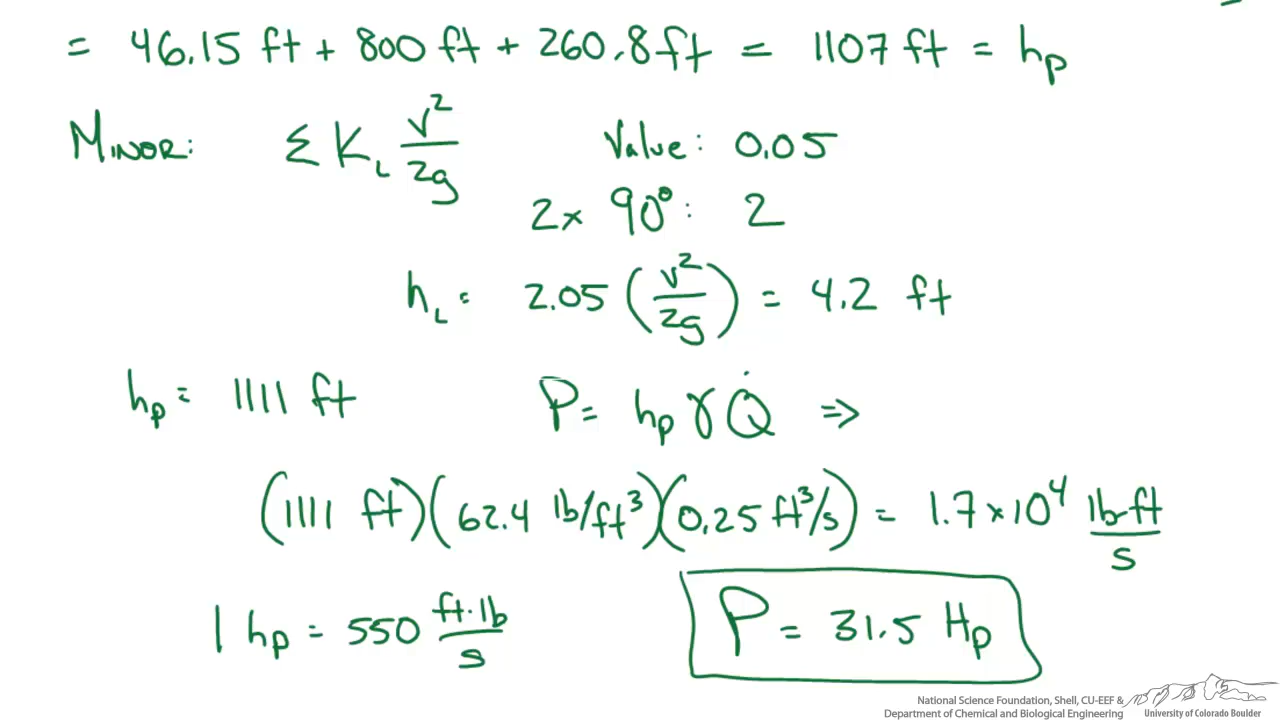 = 46.15 ft + 800 ft + 260.8 ft = 1107 ft = hp
MINOR: Σ K_L V²/2g Value: 0.05
2x 90°: 2
h_L = 2.05 (V²/2g) = 4.2 ft
hp = 1111 ft P = hp γ Q̇ ⇒
(1111 ft)(62.4 lb/ft³)(0.25 ft³/s) = 1.7 × 10⁴ lb·ft/s
1 hp = 550 ft·lb/s P = 31.5 Hp
National Science Foundation, Shell, CU-EEF &
Department of Chemical and Biological Engineering University of Colorado Boulder